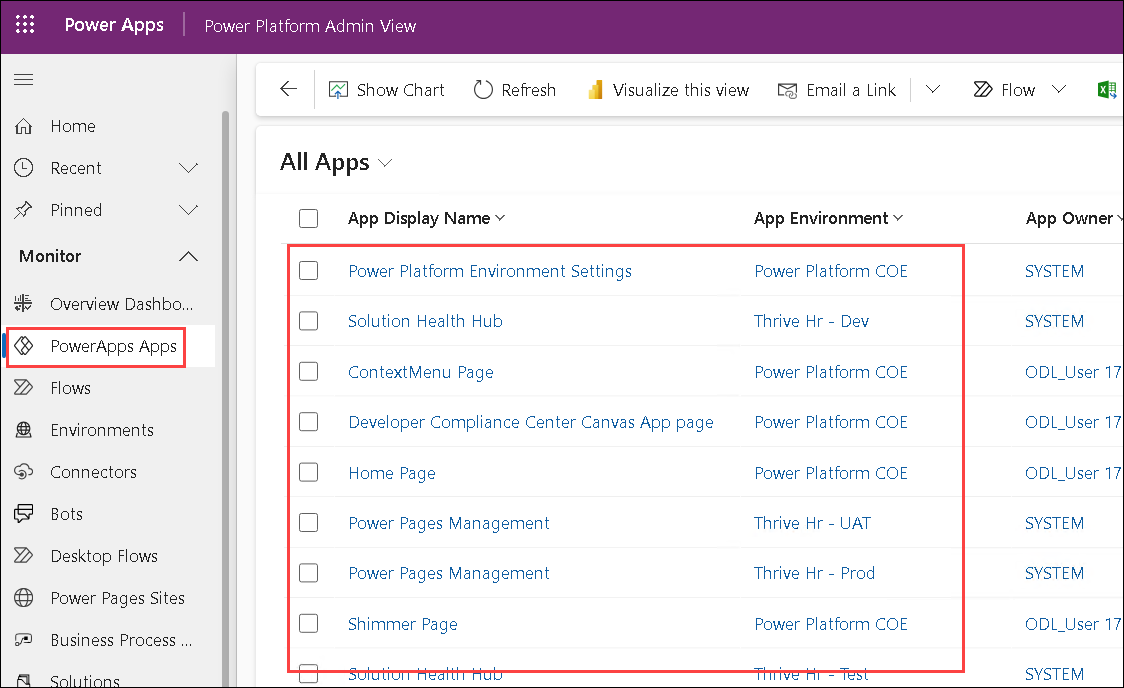 Power Apps Power Platform Admin View
Show Chart Refresh Visualize this view Email a Link Flow
Home
Recent
Pinned
Monitor
Overview Dashbo...
PowerApps Apps
Flows
Environments
Connectors
Bots
Desktop Flows
Power Pages Sites
Business Process ...
Solutions
All Apps
App Display Name App Environment App Owner
Power Platform Environment Settings Power Platform COE SYSTEM
Solution Health Hub Thrive Hr - Dev SYSTEM
ContextMenu Page Power Platform COE ODL_User 17
Developer Compliance Center Canvas App page Power Platform COE ODL_User 17
Home Page Power Platform COE ODL_User 17
Power Pages Management Thrive Hr - UAT SYSTEM
Power Pages Management Thrive Hr - Prod SYSTEM
Shimmer Page Power Platform COE ODL_User 17
Solution Health Hub Thrive Hr - Test SYSTEM